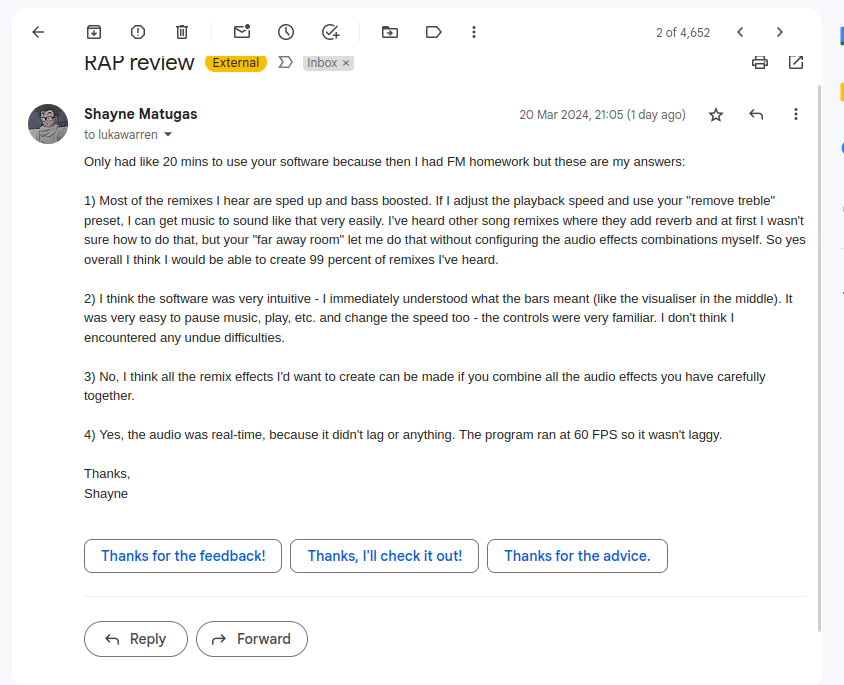 2 of 4,652
RAP review External Inbox ×
Shayne Matugas 20 Mar 2024, 21:05 (1 day ago)
to lukawarren
Only had like 20 mins to use your software because then I had FM homework but these are my answers:
1) Most of the remixes I hear are sped up and bass boosted. If I adjust the playback speed and use your "remove treble"
preset, I can get music to sound like that very easily. I've heard other song remixes where they add reverb and at first I wasn't
sure how to do that, but your "far away room" let me do that without configuring the audio effects combinations myself. So yes
overall I think I would be able to create 99 percent of remixes I've heard.
2) I think the software was very intuitive - I immediately understood what the bars meant (like the visualiser in the middle). It
was very easy to pause music, play, etc. and change the speed too - the controls were very familiar. I don't think I
encountered any undue difficulties.
3) No, I think all the remix effects I'd want to create can be made if you combine all the audio effects you have carefully
together.
4) Yes, the audio was real-time, because it didn't lag or anything. The program ran at 60 FPS so it wasn't laggy.
Thanks,
Shayne
Thanks for the feedback! Thanks, I'll check it out! Thanks for the advice.
Reply Forward